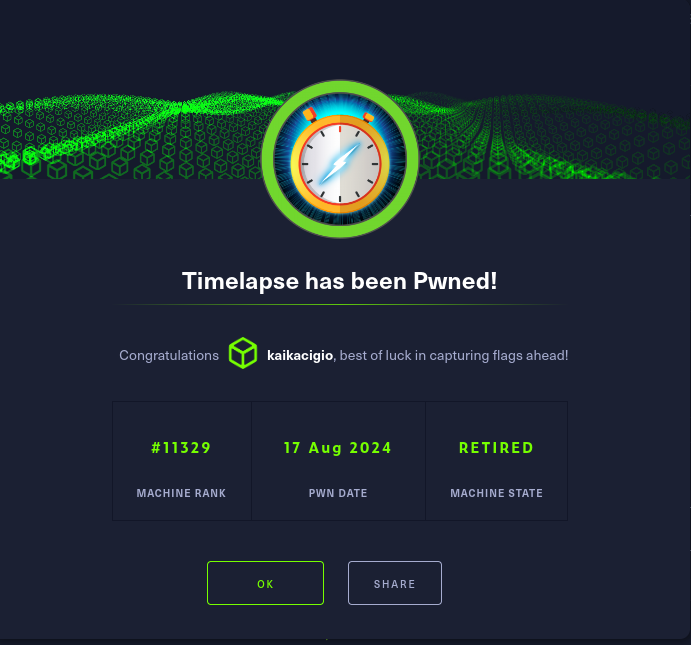 Timelapse has been Pwned!
Congratulations kaikacigio, best of luck in capturing flags ahead!
#11329 17 Aug 2024 RETIRED
MACHINE RANK PWN DATE MACHINE STATE
OK SHARE